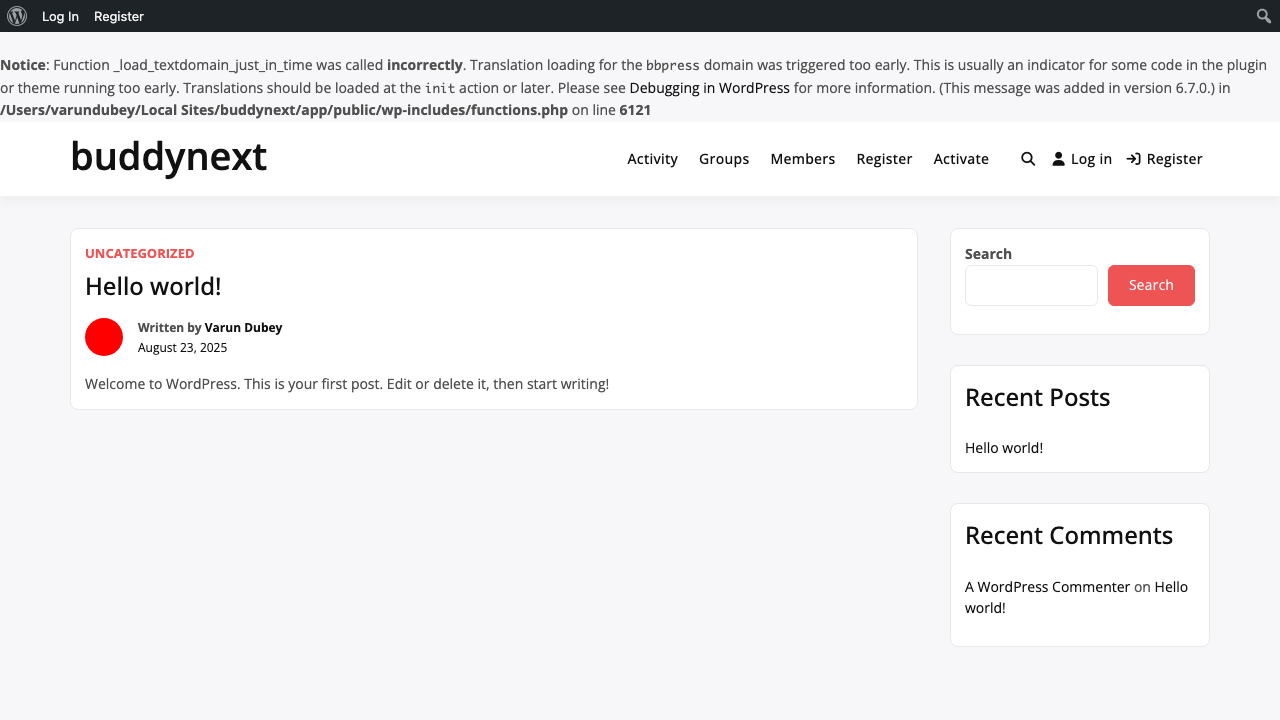 Log In Register
Notice: Function _load_textdomain_just_in_time was called incorrectly. Translation loading for the bbpress domain was triggered too early. This is usually an indicator for some code in the plugin
or theme running too early. Translations should be loaded at the init action or later. Please see Debugging in WordPress for more information. (This message was added in version 6.7.0.) in
/Users/varundubey/Local Sites/buddynext/app/public/wp-includes/functions.php on line 6121
buddynext
Activity Groups Members Register Activate Log in Register
UNCATEGORIZED
Hello world!
Written by Varun Dubey
August 23, 2025
Welcome to WordPress. This is your first post. Edit or delete it, then start writing!
Search
Search
Recent Posts
Hello world!
Recent Comments
A WordPress Commenter on Hello
world!